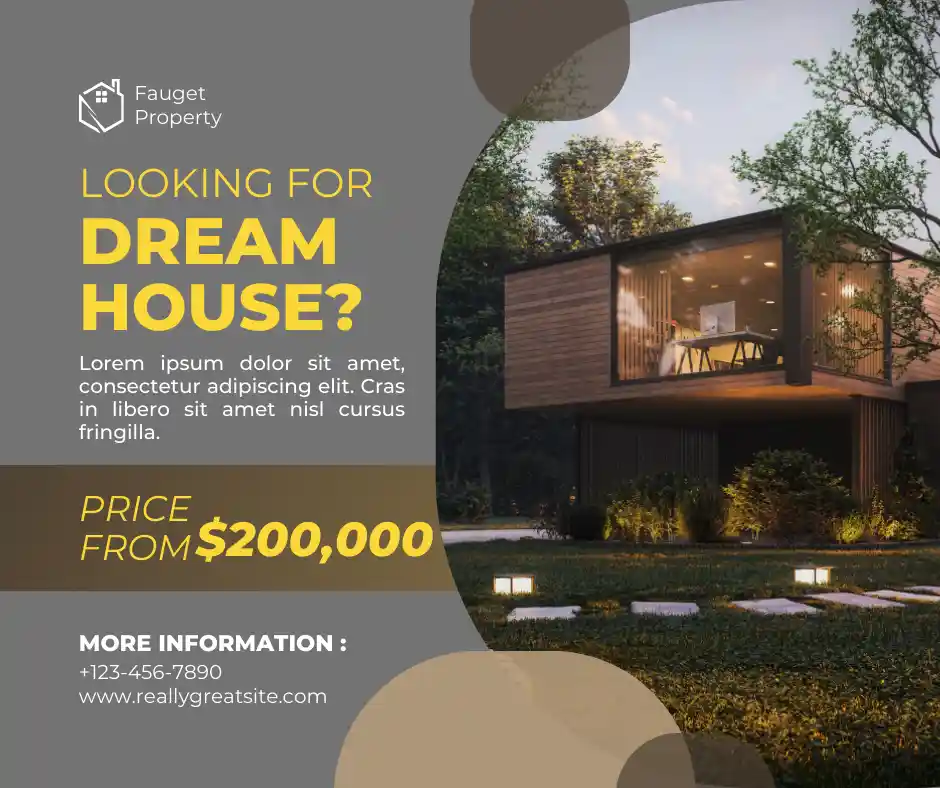 Fauget
Property
LOOKING FOR
DREAM
HOUSE?
Lorem ipsum dolor sit amet,
consectetur adipiscing elit. Cras
in libero sit amet nisl cursus
fringilla.
PRICE
FROM $200,000
MORE INFORMATION :
+123-456-7890
www.reallygreatsite.com